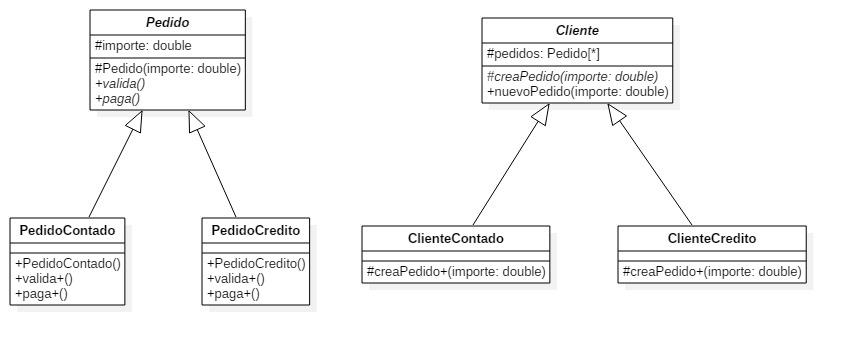 Pedido
#importe: double
#Pedido(importe: double)
+valida()
+paga()
Cliente
#pedidos: Pedido[*]
#creaPedido(importe: double)
+nuevoPedido(importe: double)
PedidoContado
+PedidoContado()
+valida+()
+paga+()
PedidoCredito
+PedidoCredito()
+valida+()
+paga+()
ClienteContado
#creaPedido+(importe: double)
ClienteCredito
#creaPedido+(importe: double)